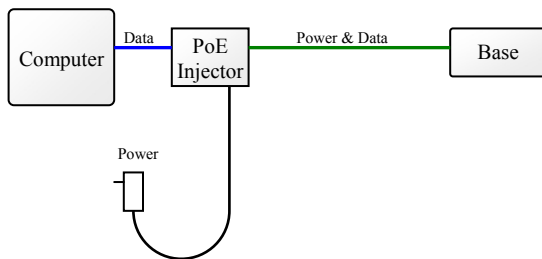 Computer
Data
PoE
Injector
Power & Data
Base
Power